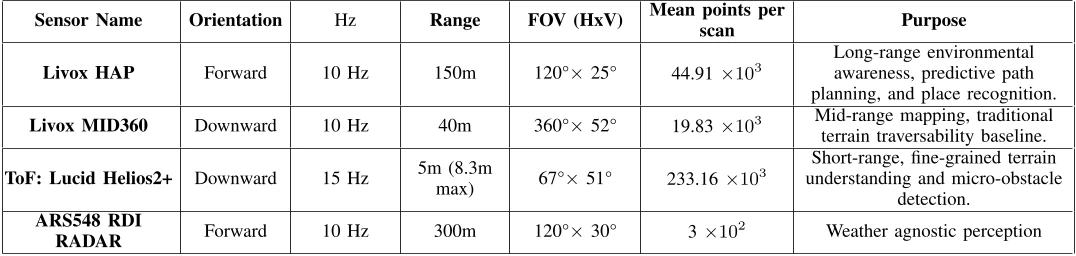 Sensor Name Orientation Hz Range FOV (HxV) Mean points per scan Purpose
Livox HAP Forward 10 Hz 150m 120°× 25° 44.91 ×10³ Long-range environmental awareness, predictive path planning, and place recognition.
Livox MID360 Downward 10 Hz 40m 360°× 52° 19.83 ×10³ Mid-range mapping, traditional terrain traversability baseline.
ToF: Lucid Helios2+ Downward 15 Hz 5m (8.3m max) 67°× 51° 233.16 ×10³ Short-range, fine-grained terrain understanding and micro-obstacle detection.
ARS548 RDI RADAR Forward 10 Hz 300m 120°× 30° 3 ×10² Weather agnostic perception